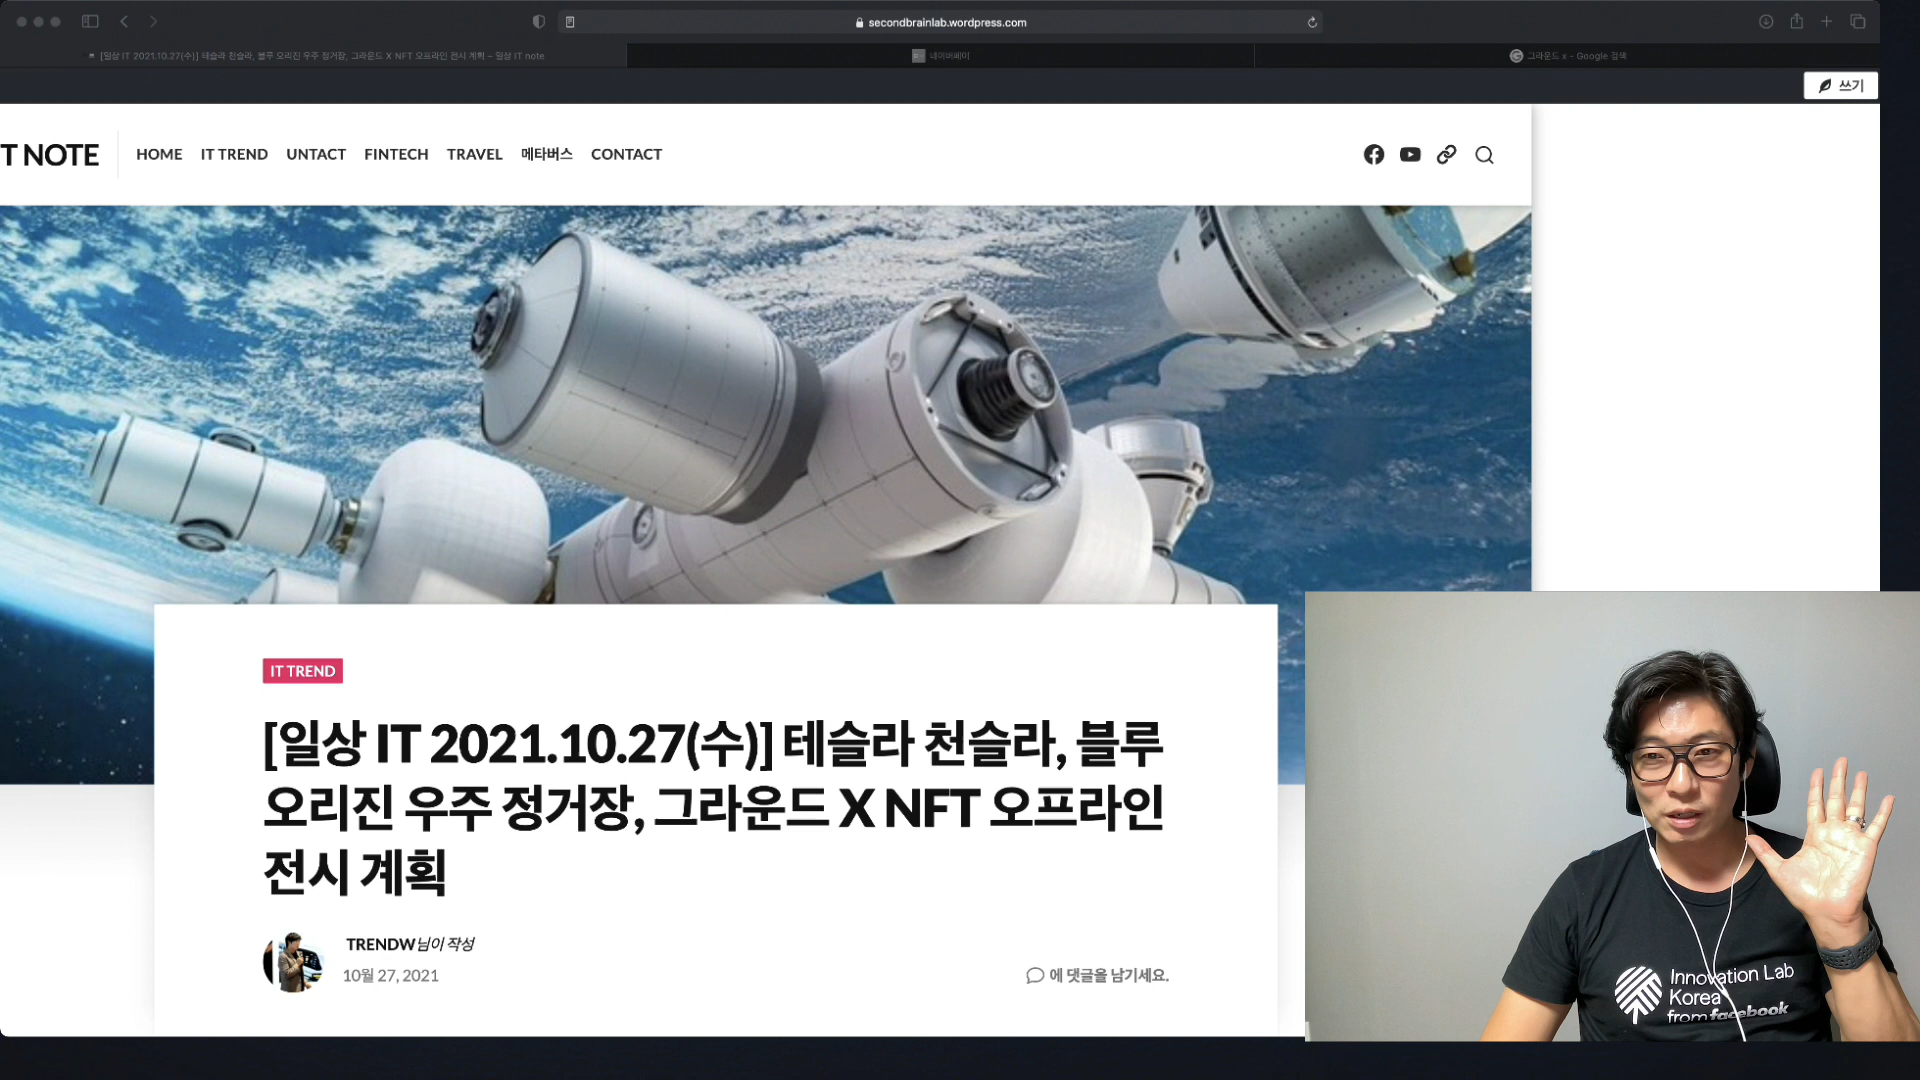 secondbrainlab.wordpress.com
[일상 IT 2021.10.27(수)] 테슬라 천슬라, 블루 오리진 우주 정거장, 그라운드 X NFT 오프라인 전시 계획 – 일상 IT note
네이버페이
그라운드 x - Google 검색
쓰기
T NOTE
HOME IT TREND UNTACT FINTECH TRAVEL 메타버스 CONTACT
IT TREND
[일상 IT 2021.10.27(수)] 테슬라 천슬라, 블루
오리진 우주 정거장, 그라운드 X NFT 오프라인
전시 계획
TRENDW님이 작성
10월 27, 2021
에 댓글을 남기세요.
Innovation Lab
Korea
from facebook